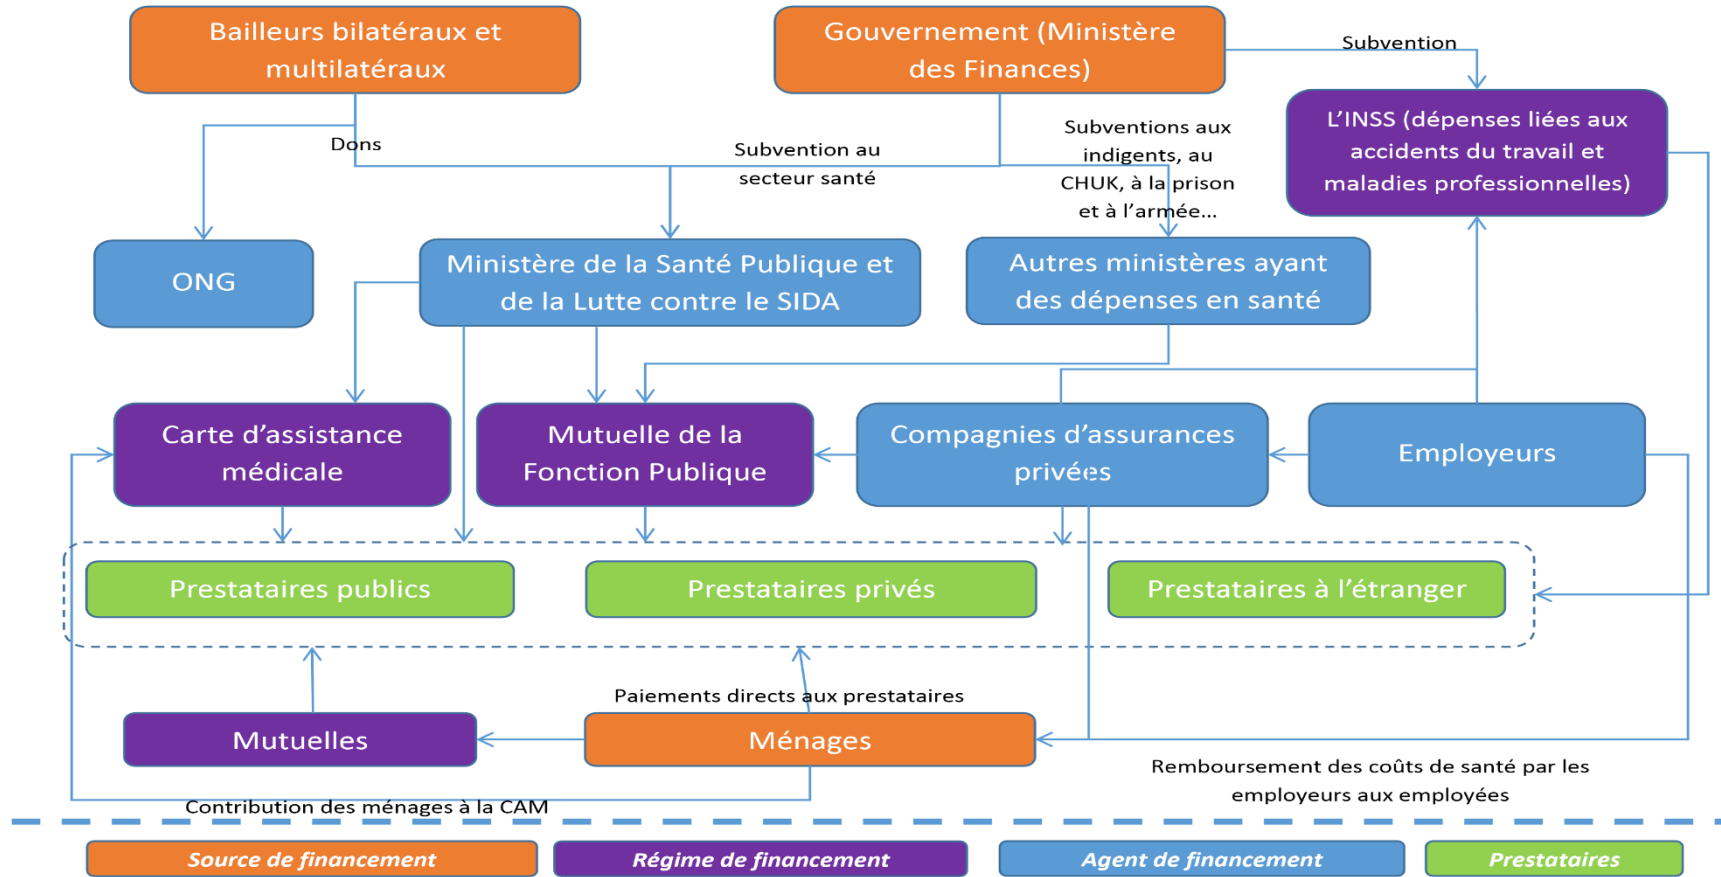 Bailleurs bilatéraux et
multilatéraux
Gouvernement (Ministère
des Finances)
Subvention
L’INSS (dépenses liées aux
accidents du travail et
maladies professionnelles)
Dons
Subvention au
secteur santé
Subventions aux
indigents, au
CHUK, à la prison
et à l’armée...
ONG
Ministère de la Santé Publique et
de la Lutte contre le SIDA
Autres ministères ayant
des dépenses en santé
Carte d’assistance
médicale
Mutuelle de la
Fonction Publique
Compagnies d’assurances
privées
Employeurs
Prestataires publics
Prestataires privés
Prestataires à l’étranger
Paiements directs aux prestataires
Mutuelles
Ménages
Remboursement des coûts de santé par les
employeurs aux employées
Contribution des ménages à la CAM
Source de financement
Régime de financement
Agent de financement
Prestataires